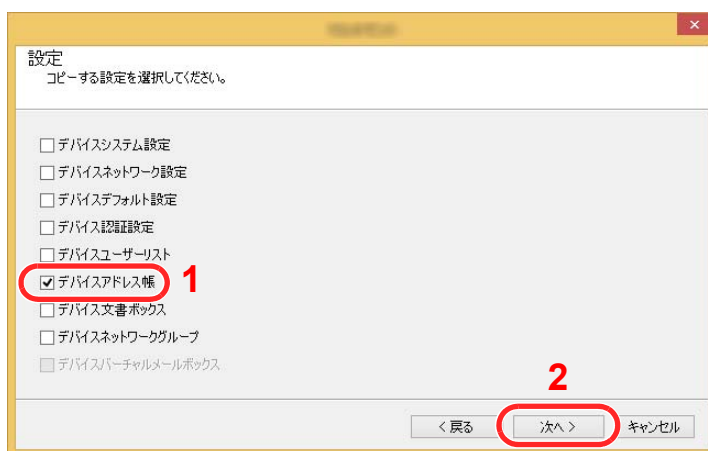 設定
コピーする設定を選択してください。
デバイスシステム設定
デバイスネットワーク設定
デバイスデフォルト設定
デバイス認証設定
デバイスユーザーリスト
デバイスアドレス帳 1
デバイス文書ボックス
デバイスネットワークグループ
デバイスバーチャルメールボックス
2
< 戻る 次へ > キャンセル